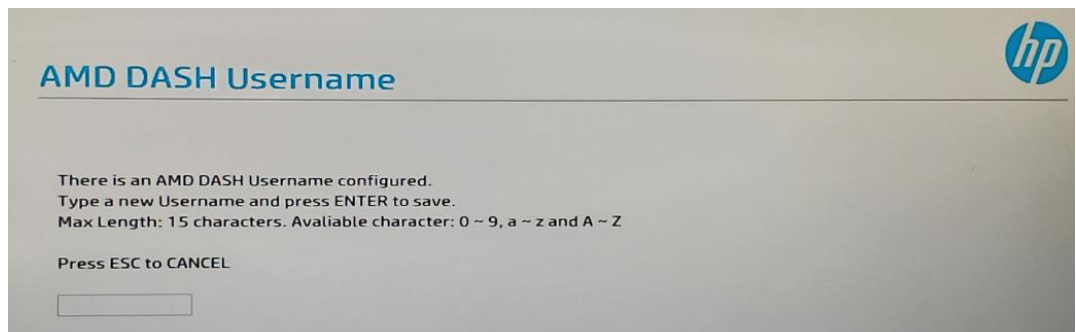 hp
AMD DASH Username
There is an AMD DASH Username configured.
Type a new Username and press ENTER to save.
Max Length: 15 characters. Avaliable character: 0 ~ 9, a ~ z and A ~ Z
Press ESC to CANCEL